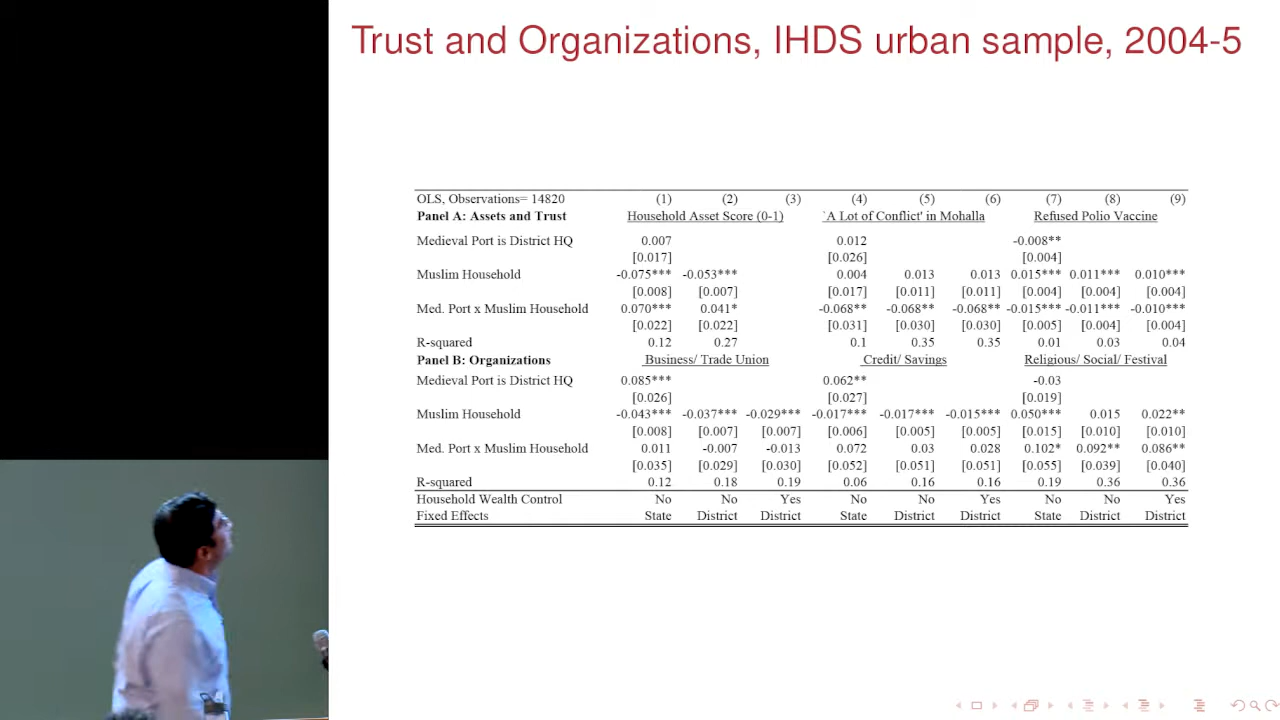 Trust and Organizations, IHDS urban sample, 2004-5
OLS, Observations= 14820 (1) (2) (3) (4) (5) (6) (7) (8) (9)
Panel A: Assets and Trust Household Asset Score (0-1) `A Lot of Conflict' in Mohalla Refused Polio Vaccine
Medieval Port is District HQ 0.007 0.012 -0.008**
[0.017] [0.026] [0.004]
Muslim Household -0.075*** -0.053*** 0.004 0.013 0.013 0.015*** 0.011*** 0.010***
[0.008] [0.007] [0.017] [0.011] [0.011] [0.004] [0.004] [0.004]
Med. Port x Muslim Household 0.070*** 0.041* -0.068** -0.068** -0.068** -0.015*** -0.011*** -0.010***
[0.022] [0.022] [0.031] [0.030] [0.030] [0.005] [0.004] [0.004]
R-squared 0.12 0.27 0.1 0.35 0.35 0.01 0.03 0.04
Panel B: Organizations Business/ Trade Union Credit/ Savings Religious/ Social/ Festival
Medieval Port is District HQ 0.085*** 0.062** -0.03
[0.026] [0.027] [0.019]
Muslim Household -0.043*** -0.037*** -0.029*** -0.017*** -0.017*** -0.015*** 0.050*** 0.015 0.022**
[0.008] [0.007] [0.007] [0.006] [0.005] [0.005] [0.015] [0.010] [0.010]
Med. Port x Muslim Household 0.011 -0.007 -0.013 0.072 0.03 0.028 0.102* 0.092** 0.086**
[0.035] [0.029] [0.030] [0.052] [0.051] [0.051] [0.055] [0.039] [0.040]
R-squared 0.12 0.18 0.19 0.06 0.16 0.16 0.19 0.36 0.36
Household Wealth Control No No Yes No No Yes No No Yes
Fixed Effects State District District State District District State District District